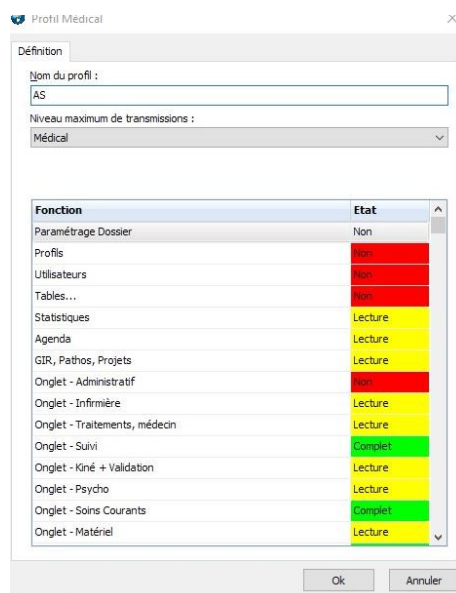 Profil Médical
Définition
Nom du profil :
AS
Niveau maximum de transmissions :
Médical
Fonction Etat
Paramétrage Dossier Non
Profils Non
Utilisateurs Non
Tables... Non
Statistiques Lecture
Agenda Lecture
GIR, Pathos, Projets Lecture
Onglet - Administratif Non
Onglet - Infirmière Lecture
Onglet - Traitements, médecin Lecture
Onglet - Suivi Complet
Onglet - Kiné + Validation Lecture
Onglet - Psycho Lecture
Onglet - Soins Courants Complet
Onglet - Matériel Lecture
Ok Annuler